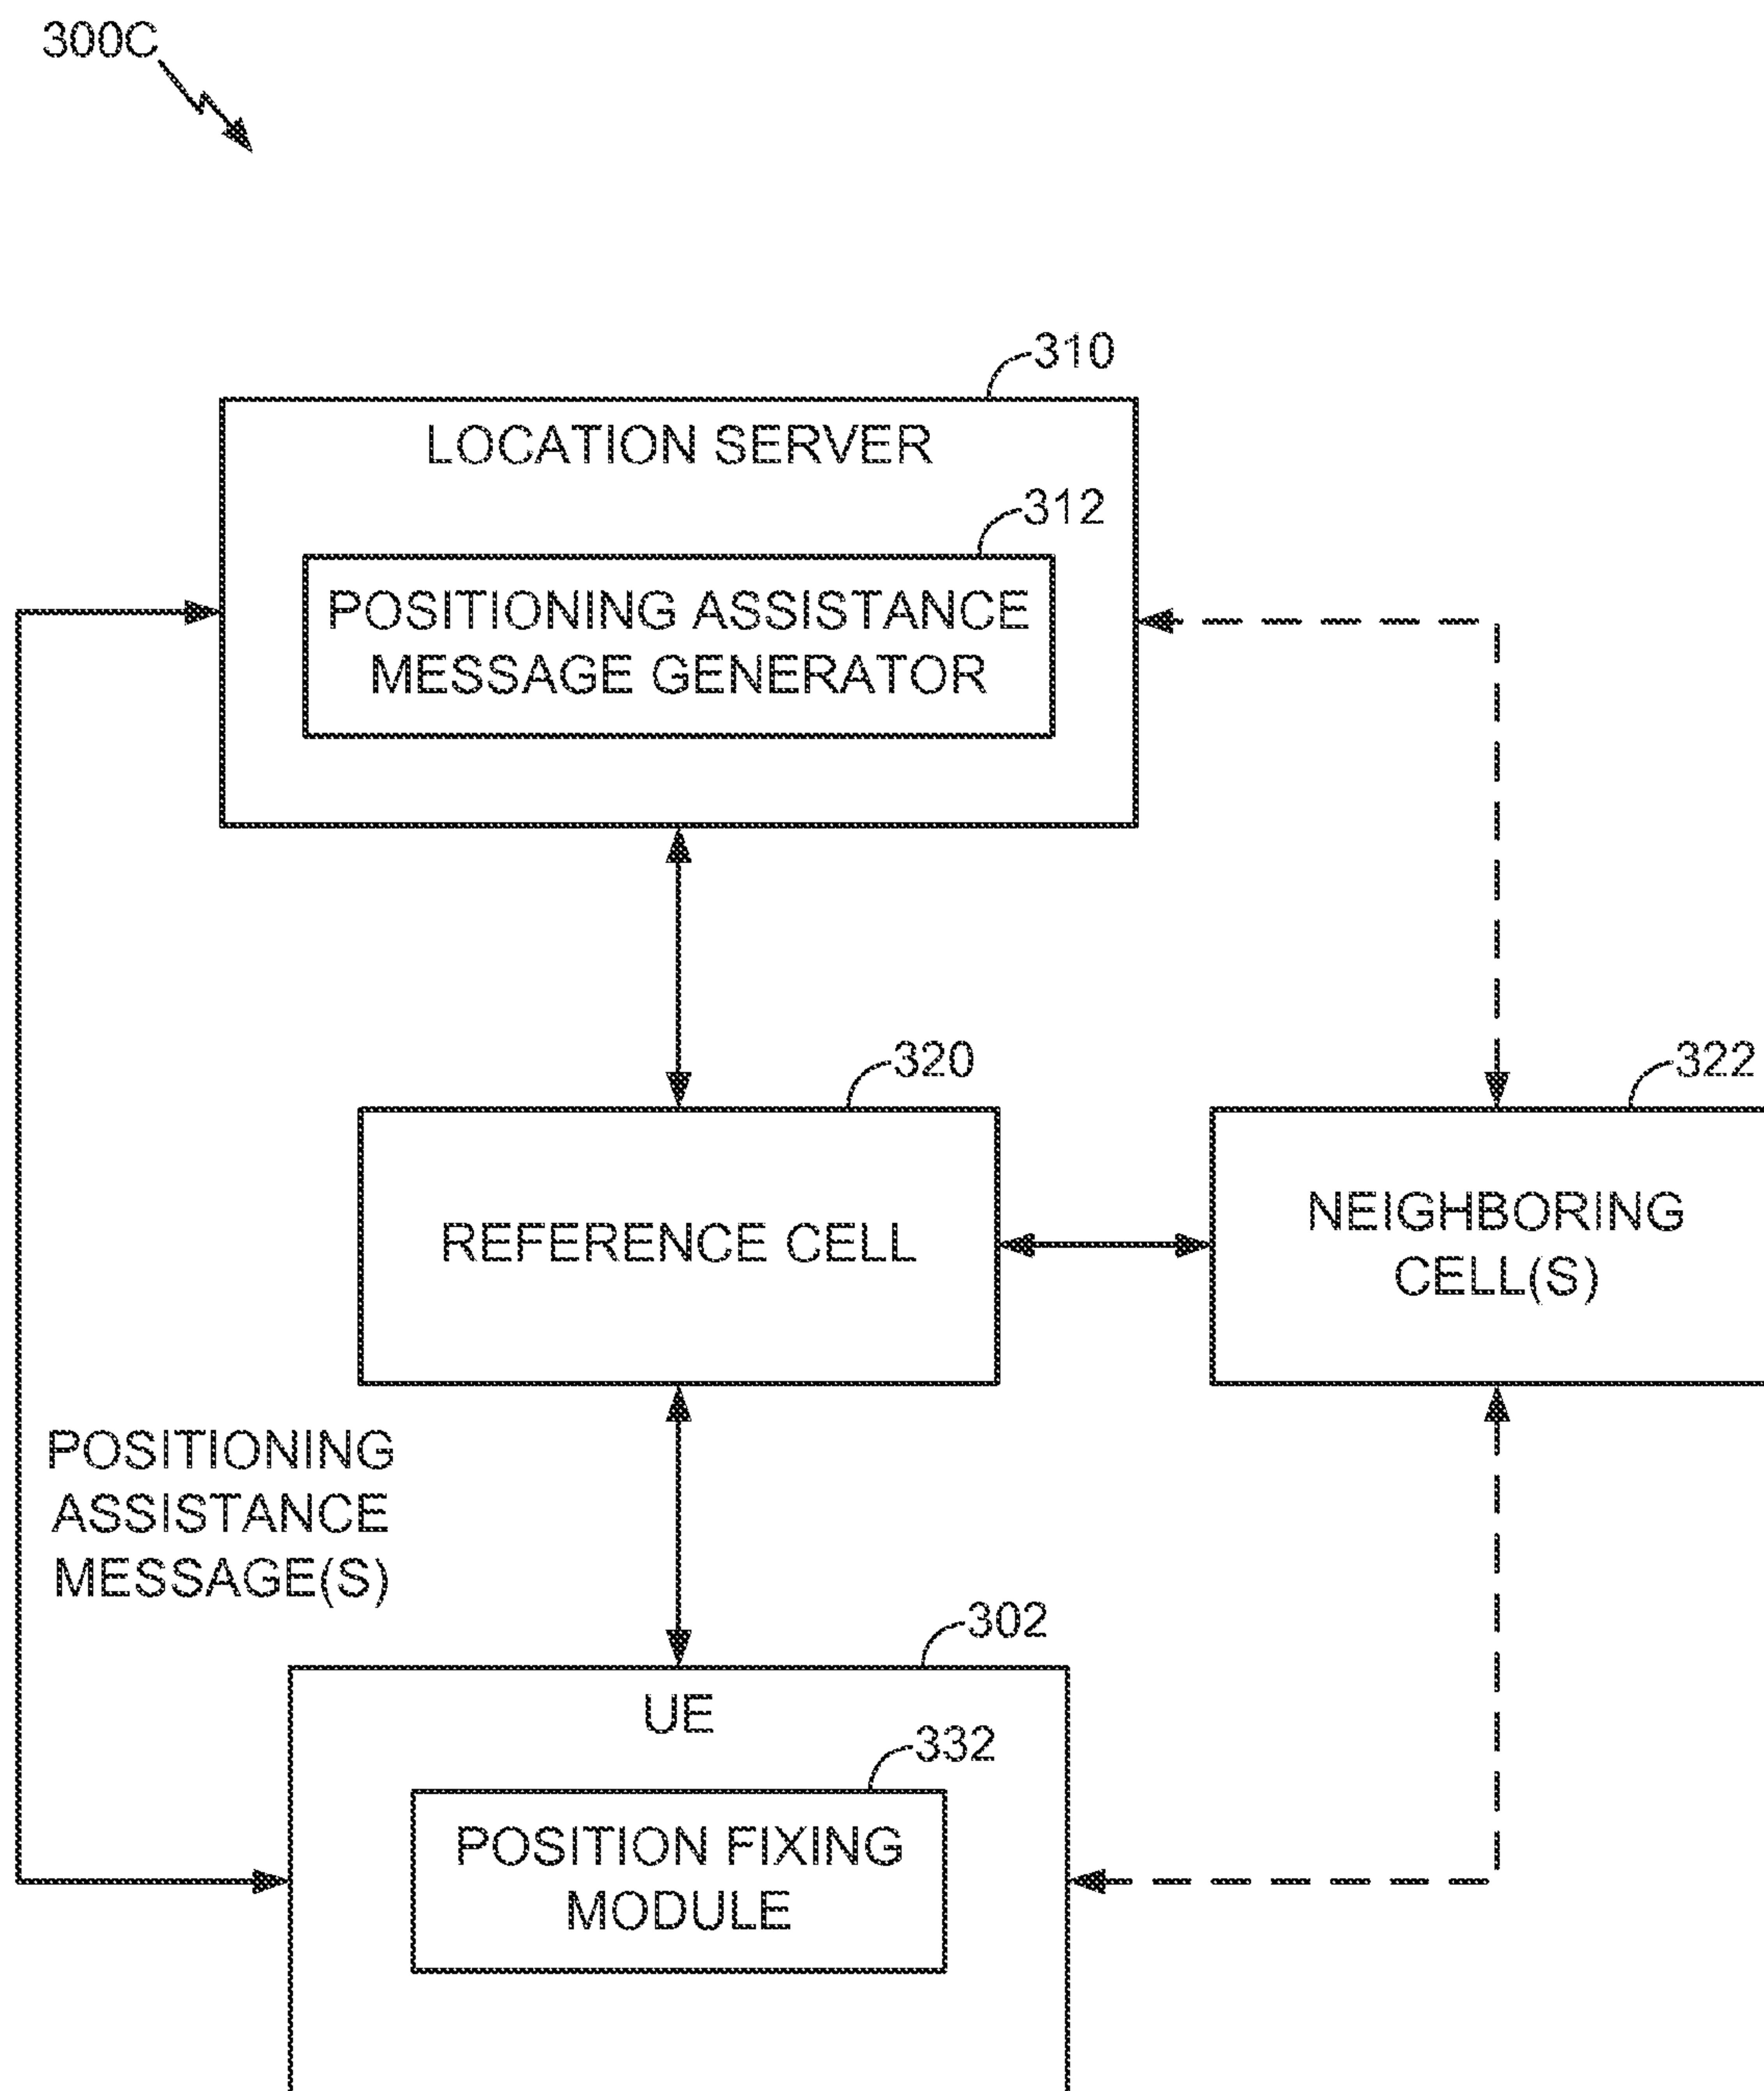 300C
310
LOCATION SERVER
312
POSITIONING ASSISTANCE
MESSAGE GENERATOR
320
322
REFERENCE CELL
NEIGHBORING
CELL(S)
POSITIONING
ASSISTANCE
MESSAGE(S)
302
UE
332
POSITION FIXING
MODULE